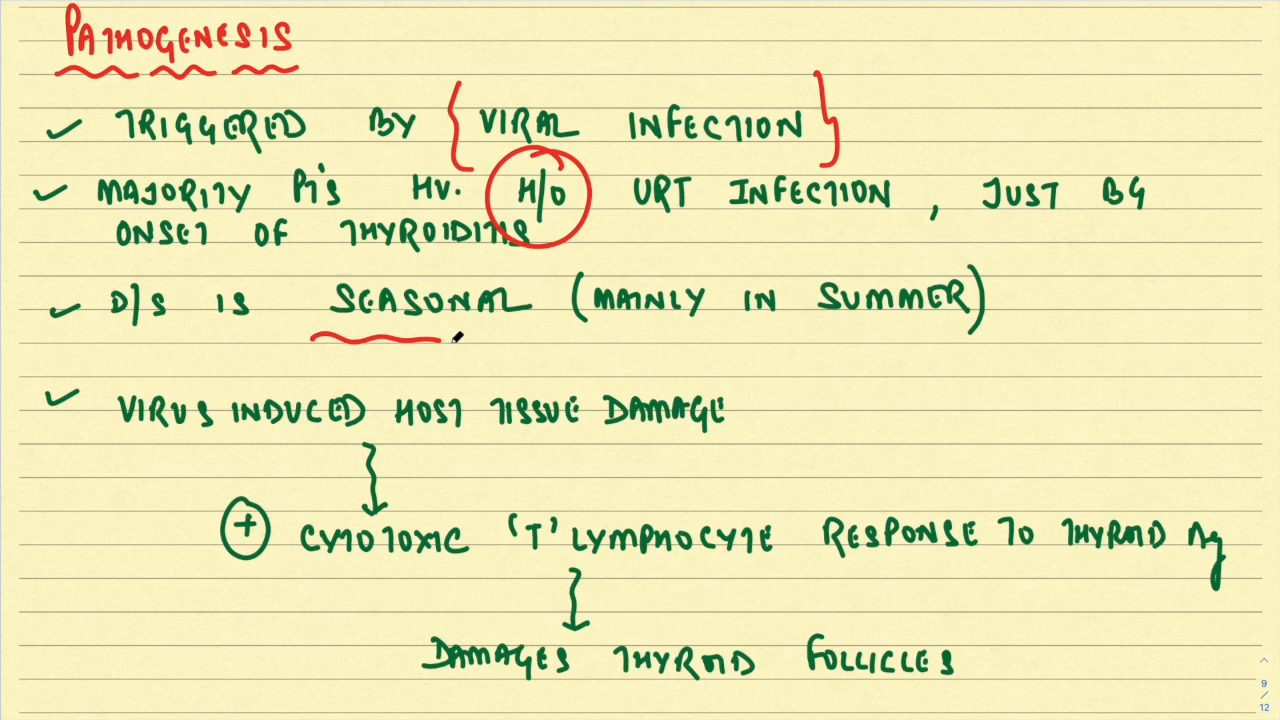 PATHOGENESIS
✓ TRIGGERED BY { VIRAL INFECTION }
✓ MAJORITY Pt's HV. H/O URT INFECTION, JUST B4
ONSET OF THYROIDITIS
✓ D/S IS SEASONAL (MAINLY IN SUMMER)
✓ VIRUS INDUCED HOST TISSUE DAMAGE
↓
⊕ CYTOTOXIC 'T' LYMPHOCYTE RESPONSE TO THYROID Ag
↓
DAMAGES THYROID FOLLICLES
9
/
12